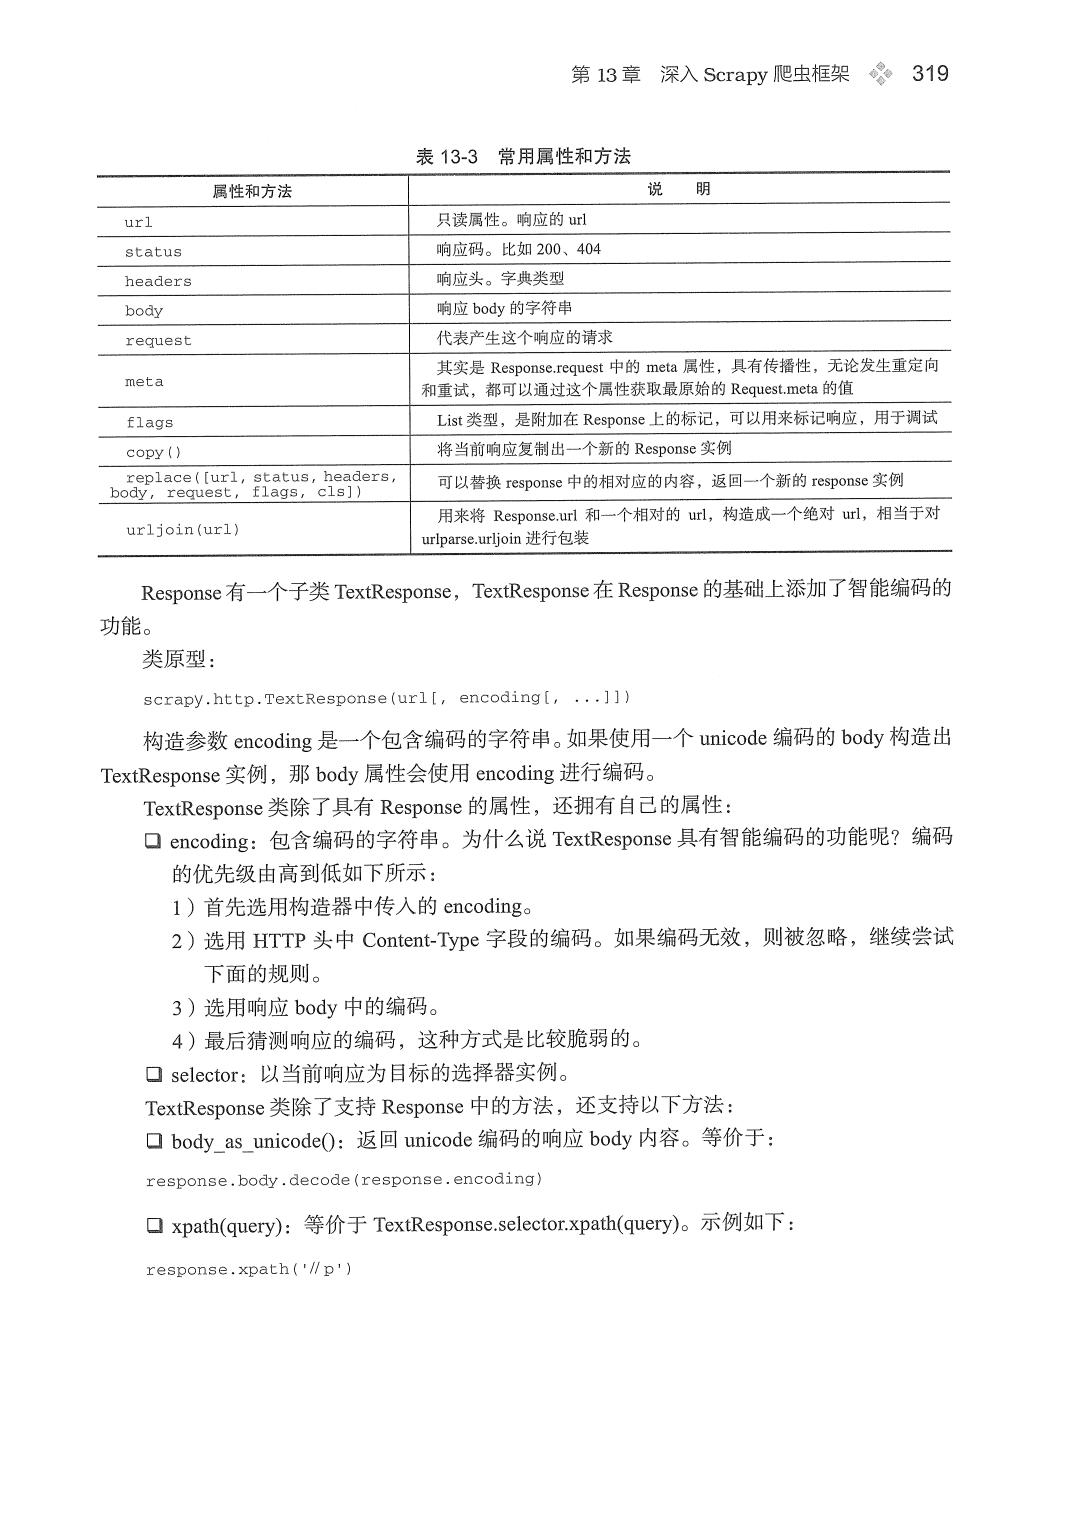 第 13 章 深入 Scrapy 爬虫框架 319
表 13-3 常用属性和方法
属性和方法 说 明
url 只读属性。响应的 url
status 响应码。比如 200、404
headers 响应头。字典类型
body 响应 body 的字符串
request 代表产生这个响应的请求
meta 其实是 Response.request 中的 meta 属性，具有传播性，无论发生重定向
和重试，都可以通过这个属性获取最原始的 Request.meta 的值
flags List 类型，是附加在 Response 上的标记，可以用来标记响应，用于调试
copy() 将当前响应复制出一个新的 Response 实例
replace([url, status, headers,
body, request, flags, cls]) 可以替换 response 中的相对应的内容，返回一个新的 response 实例
urljoin(url) 用来将 Response.url 和一个相对的 url，构造成一个绝对 url，相当于对
urlparse.urljoin 进行包装
Response 有一个子类 TextResponse，TextResponse 在 Response 的基础上添加了智能编码的
功能。
类原型：
scrapy.http.TextResponse(url[, encoding[, ...]])
构造参数 encoding 是一个包含编码的字符串。如果使用一个 unicode 编码的 body 构造出
TextResponse 实例，那 body 属性会使用 encoding 进行编码。
TextResponse 类除了具有 Response 的属性，还拥有自己的属性：
❑ encoding：包含编码的字符串。为什么说 TextResponse 具有智能编码的功能呢？编码
的优先级由高到低如下所示：
1）首先选用构造器中传入的 encoding。
2）选用 HTTP 头中 Content-Type 字段的编码。如果编码无效，则被忽略，继续尝试
下面的规则。
3）选用响应 body 中的编码。
4）最后猜测响应的编码，这种方式是比较脆弱的。
❑ selector：以当前响应为目标的选择器实例。
TextResponse 类除了支持 Response 中的方法，还支持以下方法：
❑ body_as_unicode()：返回 unicode 编码的响应 body 内容。等价于：
response.body.decode(response.encoding)
❑ xpath(query)：等价于 TextResponse.selector.xpath(query)。示例如下：
response.xpath('//p')